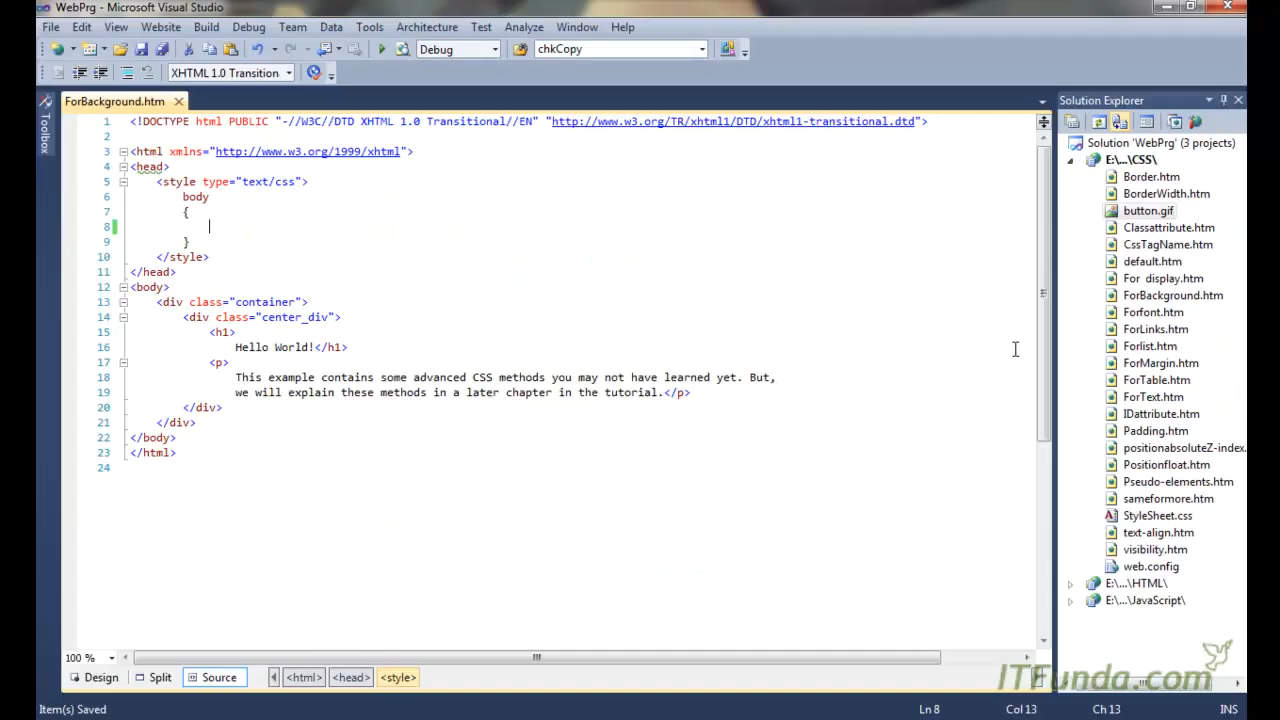 WebPrg - Microsoft Visual Studio
File Edit View Website Build Debug Team Data Tools Architecture Test Analyze Window Help
Debug chkCopy
XHTML 1.0 Transition
Toolbox
ForBackground.htm
1 <!DOCTYPE html PUBLIC "-//W3C//DTD XHTML 1.0 Transitional//EN" "http://www.w3.org/TR/xhtml1/DTD/xhtml1-transitional.dtd">
2
3 <html xmlns="http://www.w3.org/1999/xhtml">
4 <head>
5 <style type="text/css">
6 body
7 {
8
9 }
10 </style>
11 </head>
12 <body>
13 <div class="container">
14 <div class="center_div">
15 <h1>
16 Hello World!</h1>
17 <p>
18 This example contains some advanced CSS methods you may not have learned yet. But,
19 we will explain these methods in a later chapter in the tutorial.</p>
20 </div>
21 </div>
22 </body>
23 </html>
24
100 %
Design Split Source <html> <head> <style>
Solution Explorer
Solution 'WebPrg' (3 projects)
E:\...\CSS\
Border.htm
BorderWidth.htm
button.gif
Classattribute.htm
CssTagName.htm
default.htm
For display.htm
ForBackground.htm
Forfont.htm
ForLinks.htm
Forlist.htm
ForMargin.htm
ForTable.htm
ForText.htm
IDattribute.htm
Padding.htm
positionabsoluteZ-index.
Positionfloat.htm
Pseudo-elements.htm
sameformore.htm
StyleSheet.css
text-align.htm
visibility.htm
web.config
E:\...\HTML\
E:\...\JavaScript\
ITFunda.com
Item(s) Saved Ln 8 Col 13 Ch 13 INS